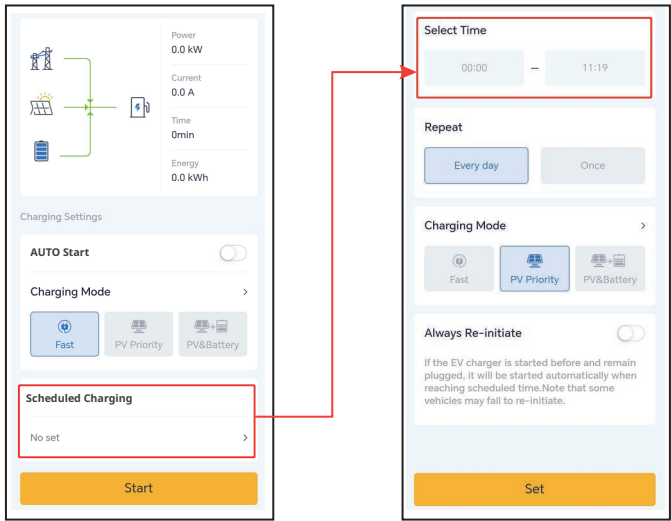 Power
0.0 kW
Current
0.0 A
Time
0min
Energy
0.0 kWh
Charging Settings
AUTO Start
Charging Mode
Fast
PV Priority
PV&Battery
Scheduled Charging
No set
Start
Select Time
00:00
–
11:19
Repeat
Every day
Once
Charging Mode
Fast
PV Priority
PV&Battery
Always Re-initiate
If the EV charger is started before and remain
plugged, it will be started automatically when
reaching scheduled time.Note that some
vehicles may fail to re-initiate.
Set